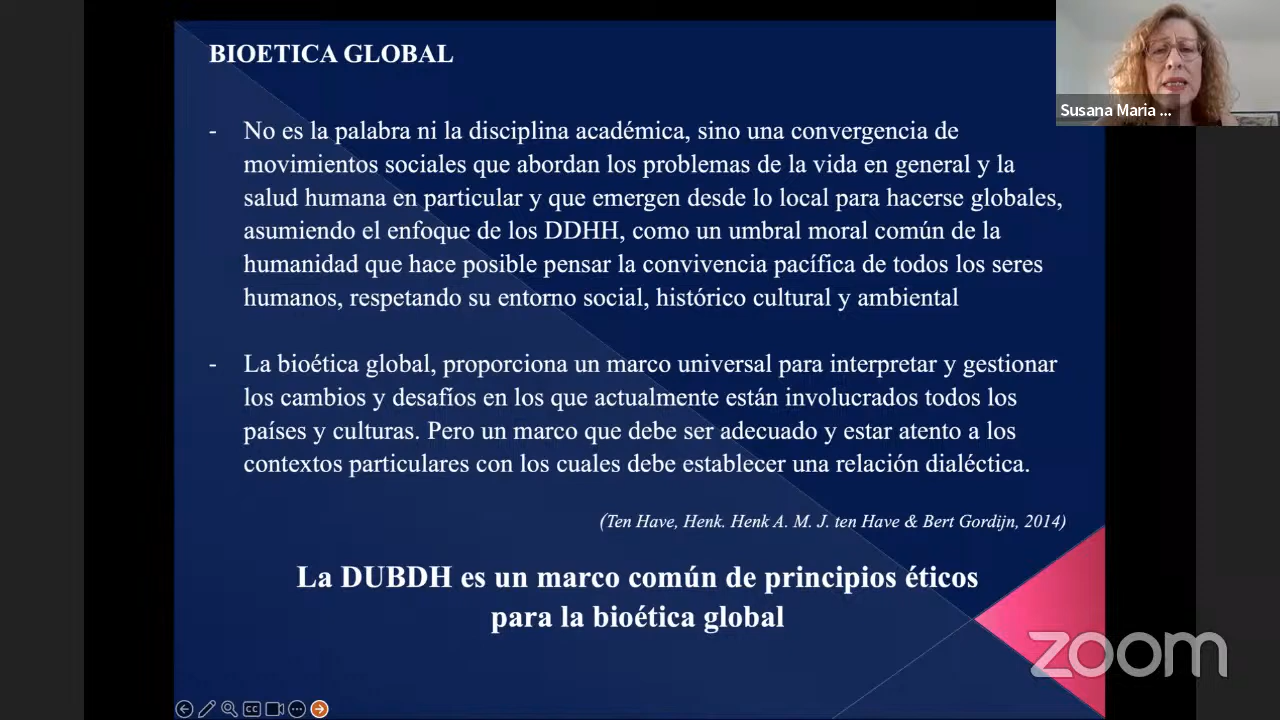 BIOETICA GLOBAL
Susana Maria ...
- No es la palabra ni la disciplina académica, sino una convergencia de
movimientos sociales que abordan los problemas de la vida en general y la
salud humana en particular y que emergen desde lo local para hacerse globales,
asumiendo el enfoque de los DDHH, como un umbral moral común de la
humanidad que hace posible pensar la convivencia pacífica de todos los seres
humanos, respetando su entorno social, histórico cultural y ambiental
- La bioética global, proporciona un marco universal para interpretar y gestionar
los cambios y desafíos en los que actualmente están involucrados todos los
países y culturas. Pero un marco que debe ser adecuado y estar atento a los
contextos particulares con los cuales debe establecer una relación dialéctica.
(Ten Have, Henk. Henk A. M. J. ten Have & Bert Gordijn, 2014)
La DUBDH es un marco común de principios éticos
para la bioética global
zoom
CC